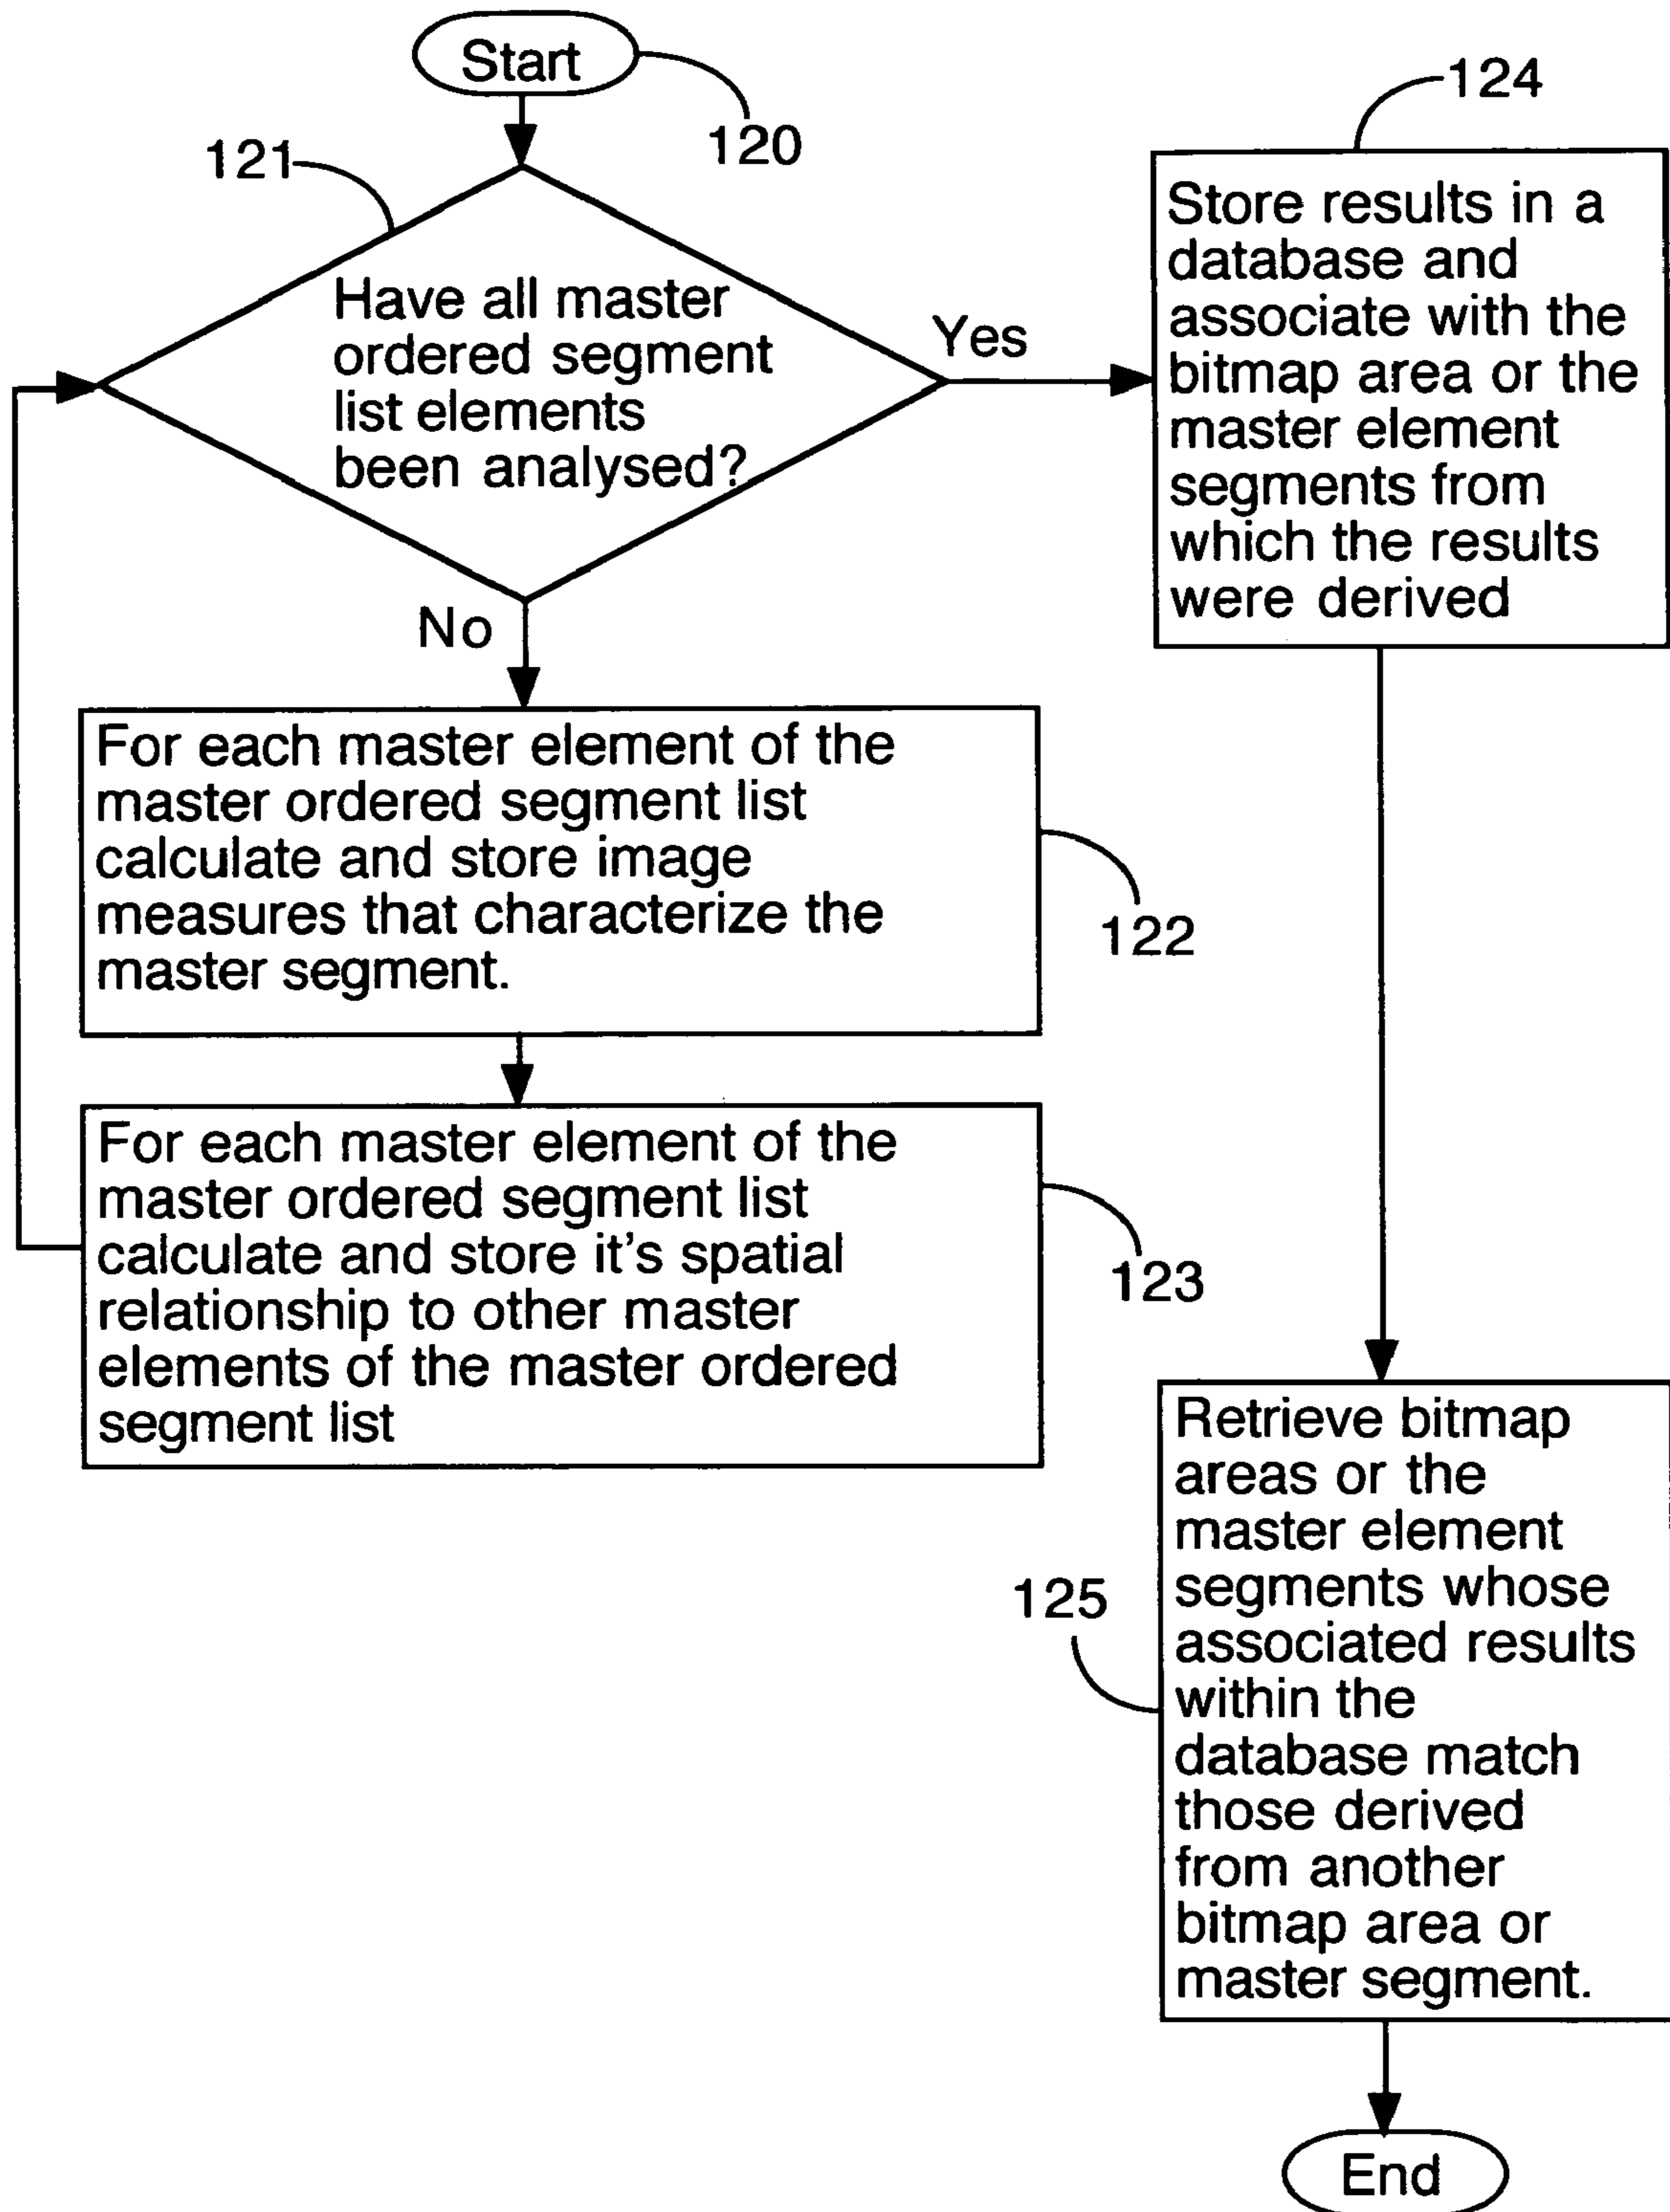 Start
120
121
Have all master
ordered segment
list elements
been analysed?
Yes
No
124
Store results in a
database and
associate with the
bitmap area or the
master element
segments from
which the results
were derived
For each master element of the
master ordered segment list
calculate and store image
measures that characterize the
master segment.
122
For each master element of the
master ordered segment list
calculate and store it's spatial
relationship to other master
elements of the master ordered
segment list
123
125
Retrieve bitmap
areas or the
master element
segments whose
associated results
within the
database match
those derived
from another
bitmap area or
master segment.
End